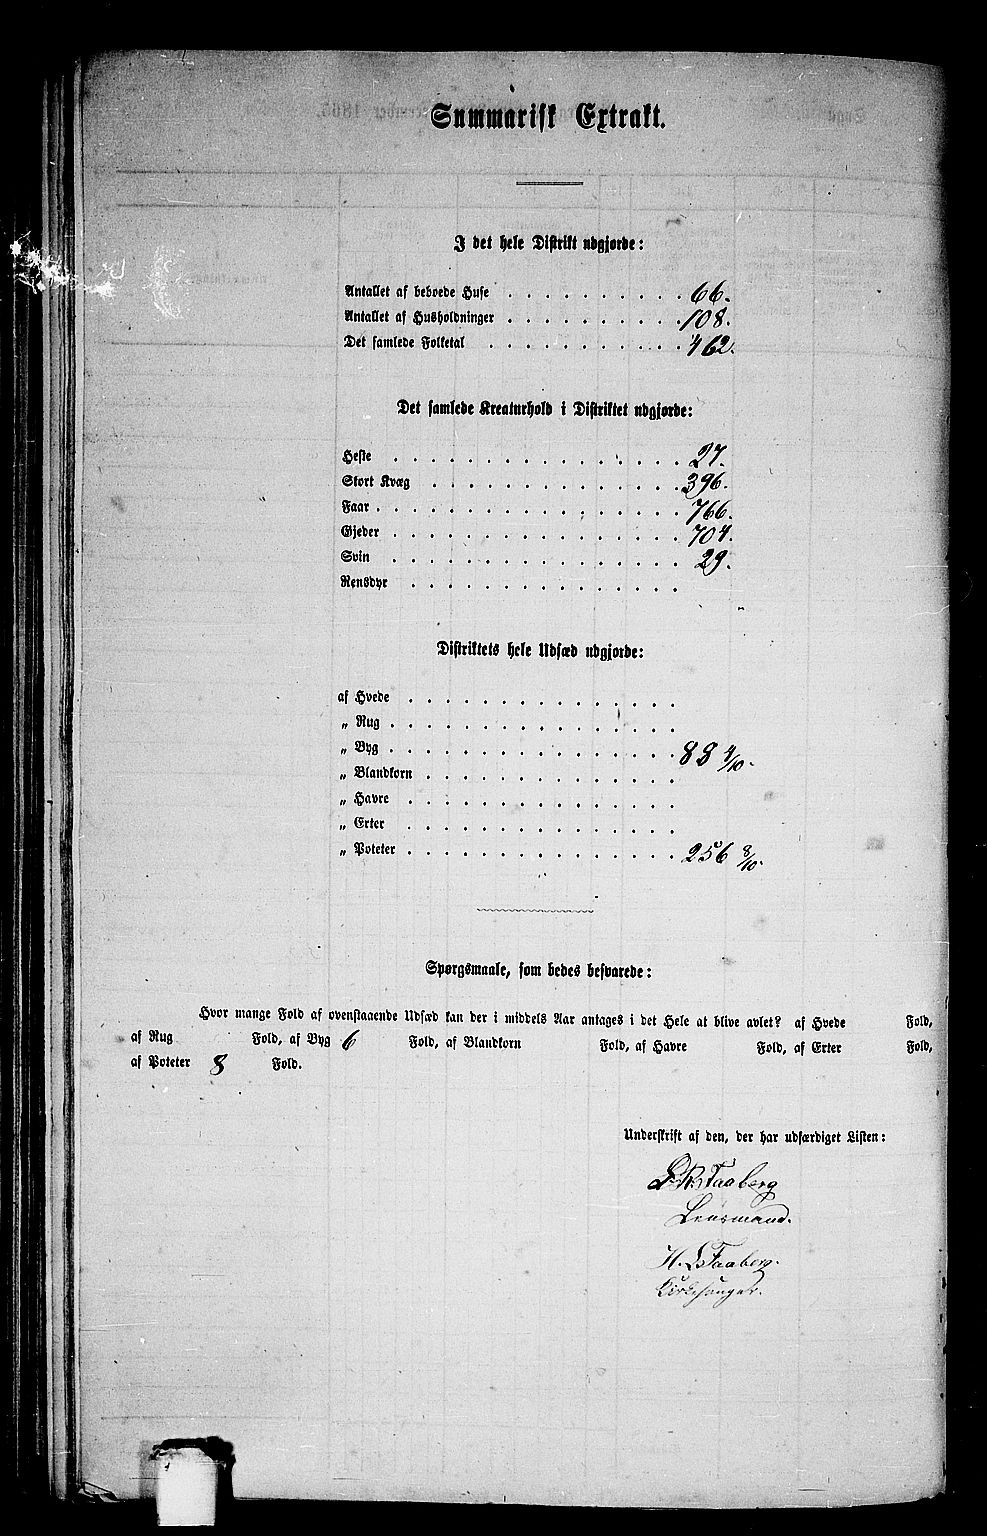 Summarisk Extrakt.
I det hele Distrikt udgjorde:
Antallet af beboede Huse . . . . . . . . . . 66.
Antallet af Husholdninger . . . . . . . . . . 108.
Det samlede Folketal . . . . . . . . . . . 462.
Det samlede Kreaturhold i Distriktet udgjorde:
Heste . . . . . . . . . . . . . . . . 27.
Stort Kvæg . . . . . . . . . . . . . . 396.
Faar . . . . . . . . . . . . . . . . . 766.
Gjeder . . . . . . . . . . . . . . . . 704.
Svin . . . . . . . . . . . . . . . . 29.
Rensdyr . . . . . . . . . . . . . . .
Distriktets hele Udsæd udgjorde:
af Hvede . . . . . . . . . . . . . . .
„ Rug . . . . . . . . . . . . . . . .
„ Byg . . . . . . . . . . . . . . . . 88 4/10.
„ Blandkorn . . . . . . . . . . . . . .
„ Havre . . . . . . . . . . . . . . .
„ Erter . . . . . . . . . . . . . . .
„ Poteter . . . . . . . . . . . . . . . 256 8/10.
Spørgsmaale, som bedes besvarede:
Hvor mange Fold af ovenstaaende Udsæd kan der i middels Aar antages i det Hele at blive avlet? af Hvede Fold,
af Rug Fold, af Byg 6 Fold, af Blandkorn Fold, af Havre Fold, af Erter Fold,
af Poteter 8 Fold.
Underskrift af den, der har udfærdiget Listen:
L. R. Faaberg
Lensmand.
H. L. Faaberg.
Kirkesanger.